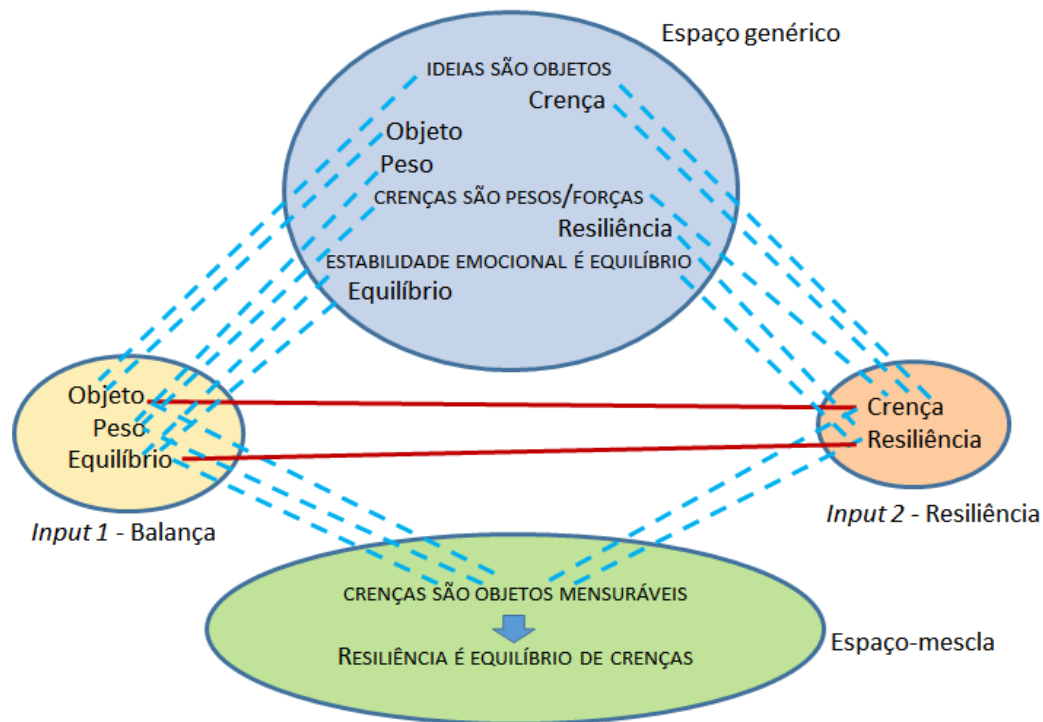 Espaço genérico
IDEIAS SÃO OBJETOS
Crença
Objeto
Peso
CRENÇAS SÃO PESOS/FORÇAS
Resiliência
ESTABILIDADE EMOCIONAL É EQUILÍBRIO
Equilíbrio
Objeto
Peso
Equilíbrio
Input 1 - Balança
Crença
Resiliência
Input 2 - Resiliência
CRENÇAS SÃO OBJETOS MENSURÁVEIS
RESILIÊNCIA É EQUILÍBRIO DE CRENÇAS
Espaço-mescla